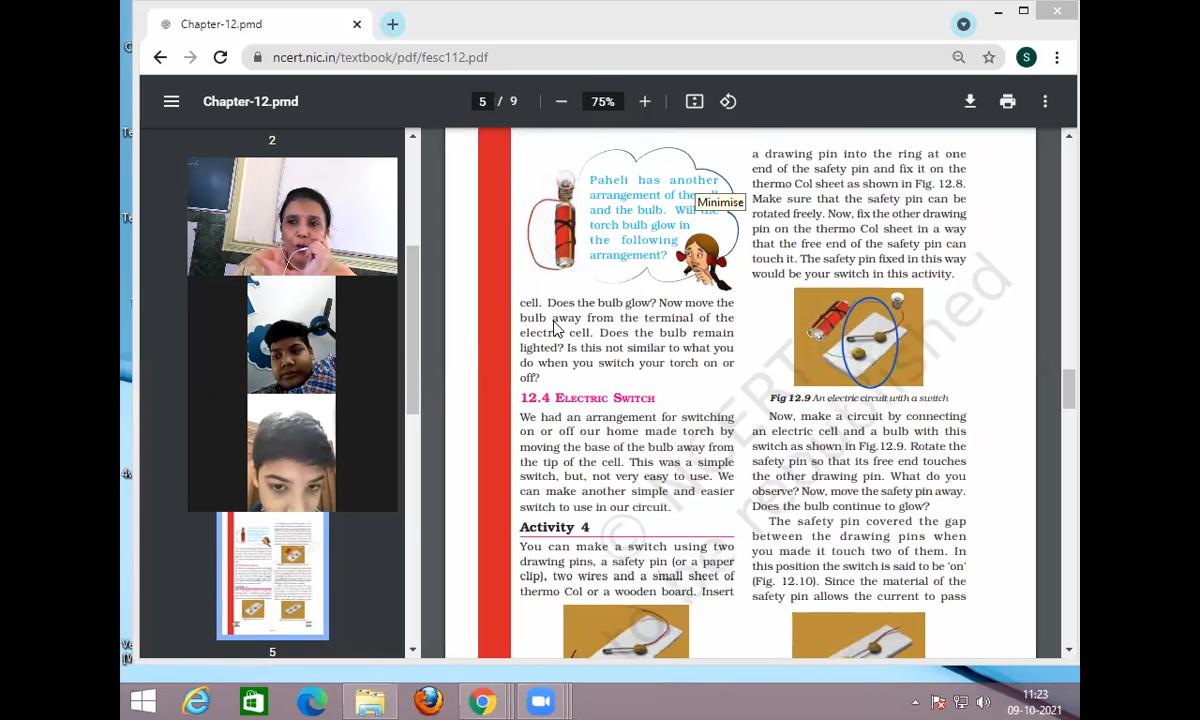 Chapter-12.pmd
ncert.nic.in/textbook/pdf/fesc112.pdf
S
Chapter-12.pmd
5 / 9
75%
2
5
Paheli has another
arrangement of the
and the bulb. Will the
torch bulb glow in
the following
arrangement?
Minimise
cell. Does the bulb glow? Now move the
bulb away from the terminal of the
electric cell. Does the bulb remain
lighted? Is this not similar to what you
do when you switch your torch on or
off?
12.4 ELECTRIC SWITCH
We had an arrangement for switching
on or off our home made torch by
moving the base of the bulb away from
the tip of the cell. This was a simple
switch, but, not very easy to use. We
can make another simple and easier
switch to use in our circuit.
Activity 4
You can make a switch using two
drawing pins, a safety pin (or a paper
clip), two wires and a small sheet of
thermo Col or a wooden board. Insert
a drawing pin into the ring at one
end of the safety pin and fix it on the
thermo Col sheet as shown in Fig. 12.8.
Make sure that the safety pin can be
rotated freely. Now, fix the other drawing
pin on the thermo Col sheet in a way
that the free end of the safety pin can
touch it. The safety pin fixed in this way
would be your switch in this activity.
Fig 12.9 An electric circuit with a switch
Now, make a circuit by connecting
an electric cell and a bulb with this
switch as shown in Fig.12.9. Rotate the
safety pin so that its free end touches
the other drawing pin. What do you
observe? Now, move the safety pin away.
Does the bulb continue to glow?
The safety pin covered the gap
between the drawing pins when
you made it touch two of them. In
this position the switch is said to be 'on'
(Fig. 12.10). Since the material of the
safety pin allows the current to pass
© NCERT
republished
11:23
09-10-2021